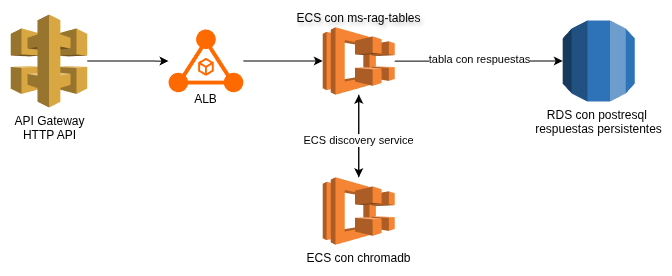 ECS con ms-rag-tables
tabla con respuestas
ALB
API Gateway
HTTP API
RDS con postresql
respuestas persistentes
ECS discovery service
ECS con chromadb